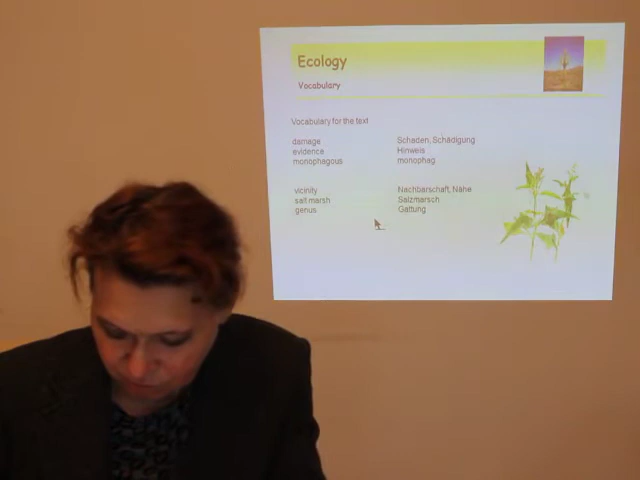 Ecology
Vocabulary
Vocabulary for the text
damage Schaden, Schädigung
evidence Hinweis
monophagous monophag
vicinity Nachbarschaft, Nähe
salt marsh Salzmarsch
genus Gattung